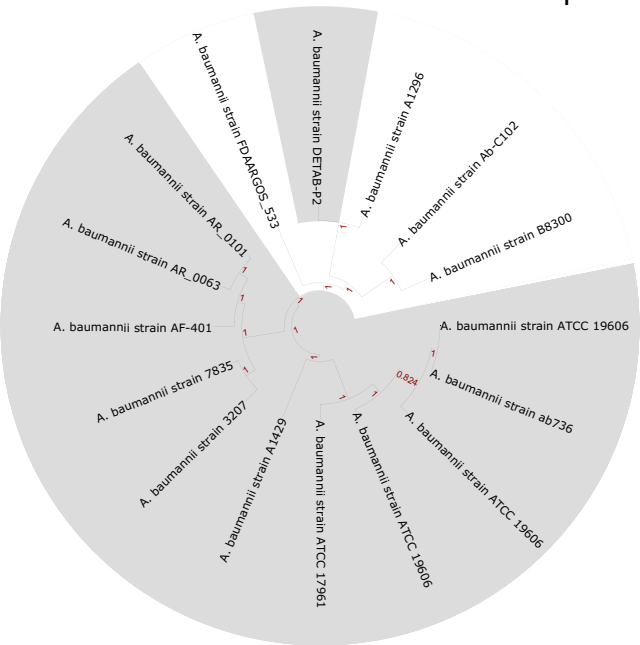 A. baumannii strain DETAB-P2
A. baumannii strain A1296
A. baumannii strain Ab-C102
A. baumannii strain B8300
A. baumannii strain ATCC 19606
A. baumannii strain ab736
A. baumannii strain ATCC 19606
A. baumannii strain ATCC 19606
A. baumannii strain ATCC 17961
A. baumannii strain A1429
A. baumannii strain 3207
A. baumannii strain 7835
A. baumannii strain AF-401
A. baumannii strain AR_0063
A. baumannii strain AR_0101
A. baumannii strain FDAARGOS_533
1
1
1
1
1
1
1
1
1
1
1
1
1
0.824
1